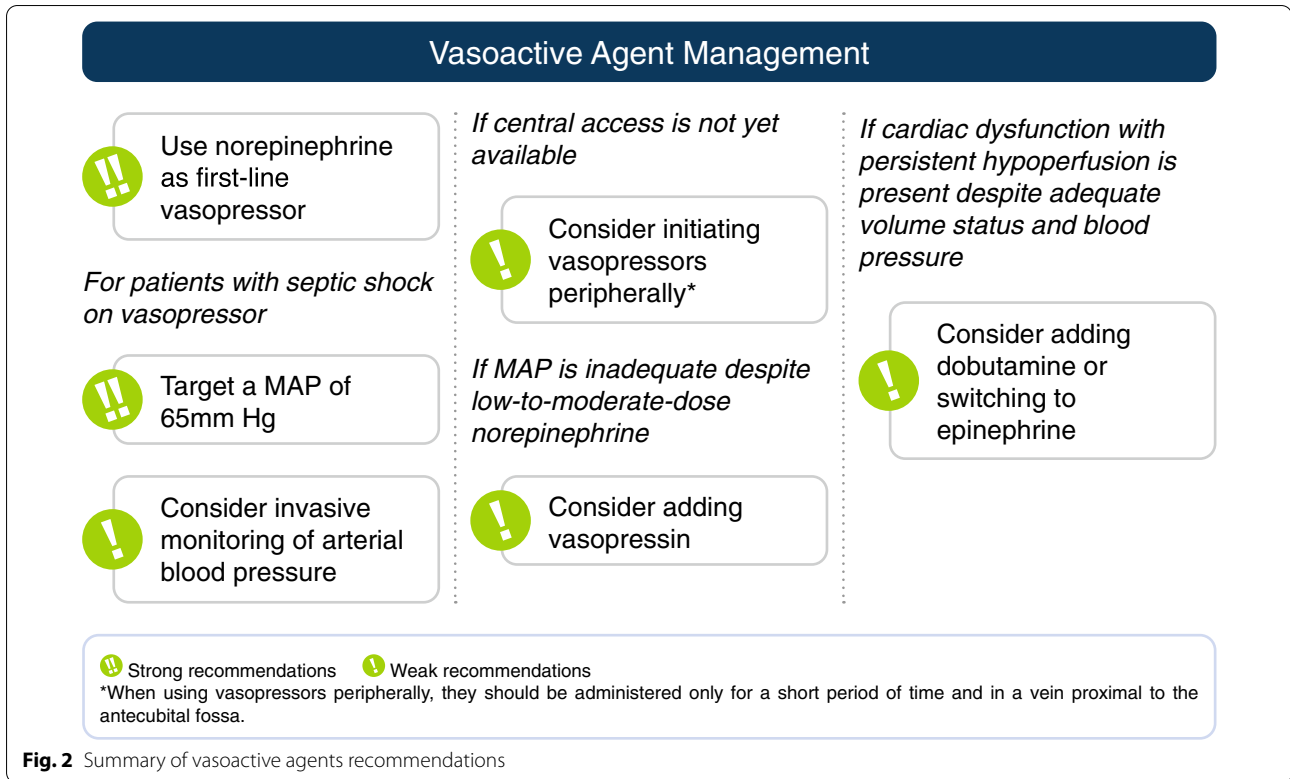 Vasoactive Agent Management
Use norepinephrine
as first-line
vasopressor
For patients with septic shock
on vasopressor
Target a MAP of
65mm Hg
Consider invasive
monitoring of arterial
blood pressure
If central access is not yet
available
Consider initiating
vasopressors
peripherally*
If MAP is inadequate despite
low-to-moderate-dose
norepinephrine
Consider adding
vasopressin
If cardiac dysfunction with
persistent hypoperfusion is
present despite adequate
volume status and blood
pressure
Consider adding
dobutamine or
switching to
epinephrine
Strong recommendations Weak recommendations
*When using vasopressors peripherally, they should be administered only for a short period of time and in a vein proximal to the
antecubital fossa.
Fig. 2 Summary of vasoactive agents recommendations